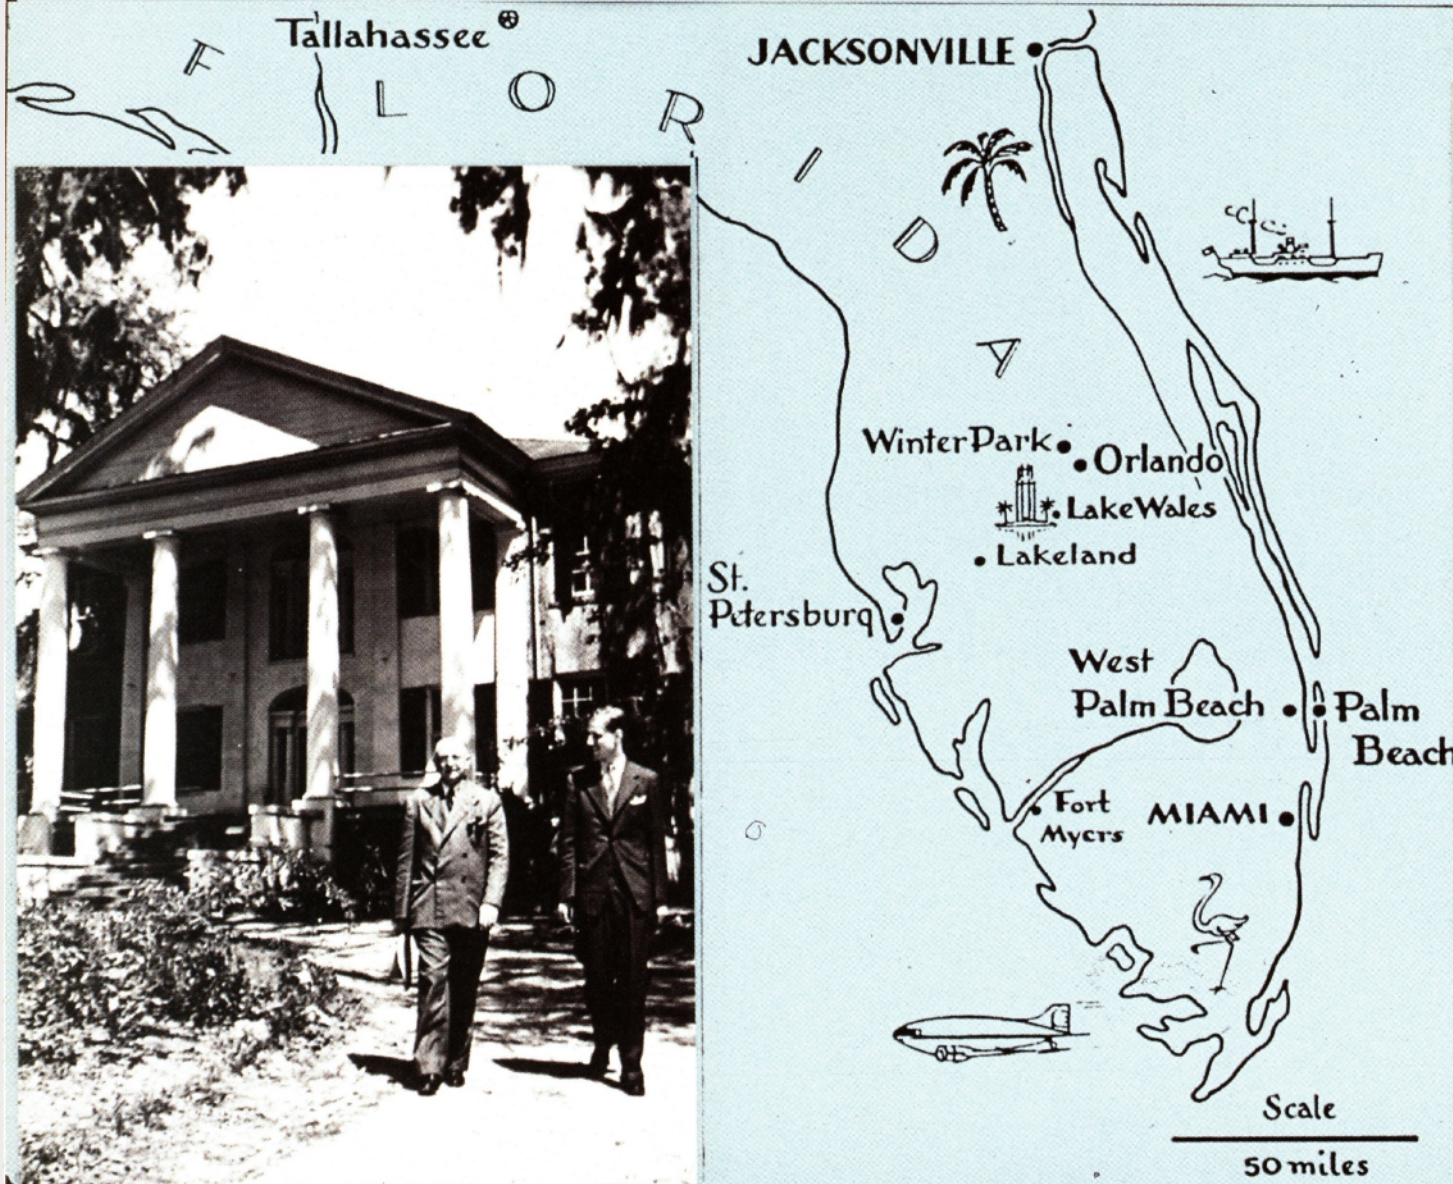 Tallahassee
FLORIDA
JACKSONVILLE
Winter Park
Orlando
Lake Wales
Lakeland
St.
Petersburg
West
Palm Beach
Palm
Beach
Fort
Myers
MIAMI
Scale
50 miles